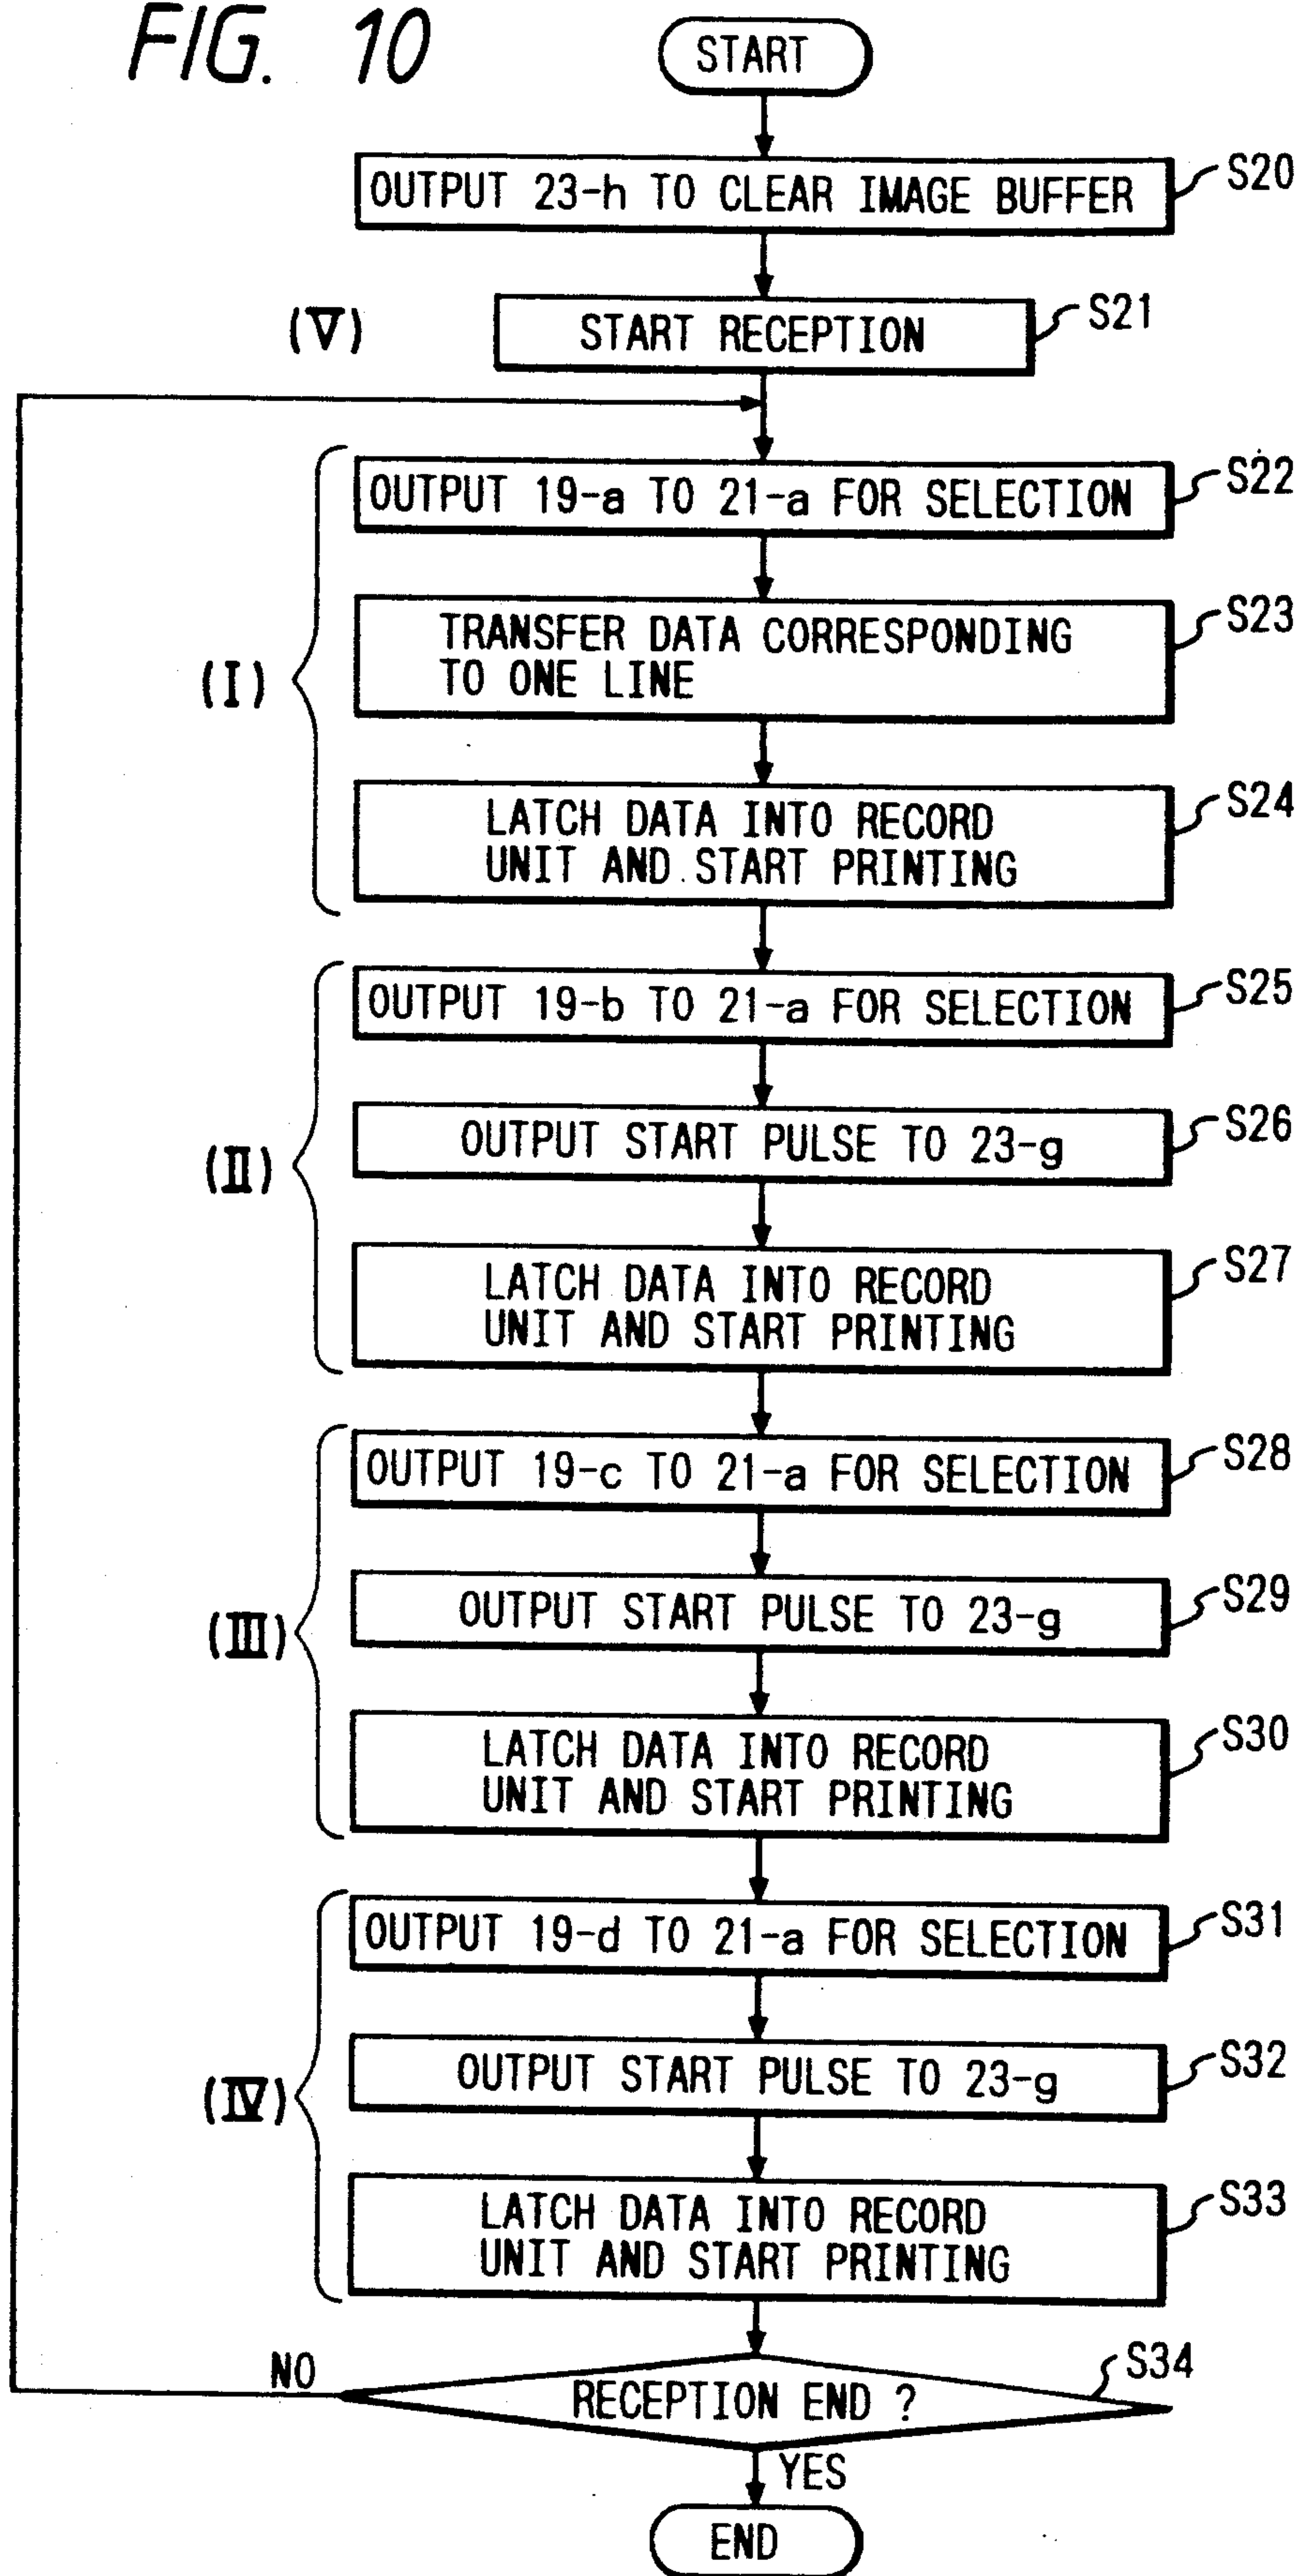 FIG. 10
START
OUTPUT 23-h TO CLEAR IMAGE BUFFER
S20
(V)
START RECEPTION
S21
OUTPUT 19-a TO 21-a FOR SELECTION
S22
(I)
TRANSFER DATA CORRESPONDING
TO ONE LINE
S23
LATCH DATA INTO RECORD
UNIT AND START PRINTING
S24
OUTPUT 19-b TO 21-a FOR SELECTION
S25
(II)
OUTPUT START PULSE TO 23-g
S26
LATCH DATA INTO RECORD
UNIT AND START PRINTING
S27
OUTPUT 19-c TO 21-a FOR SELECTION
S28
(III)
OUTPUT START PULSE TO 23-g
S29
LATCH DATA INTO RECORD
UNIT AND START PRINTING
S30
OUTPUT 19-d TO 21-a FOR SELECTION
S31
(IV)
OUTPUT START PULSE TO 23-g
S32
LATCH DATA INTO RECORD
UNIT AND START PRINTING
S33
NO
RECEPTION END ?
S34
YES
END